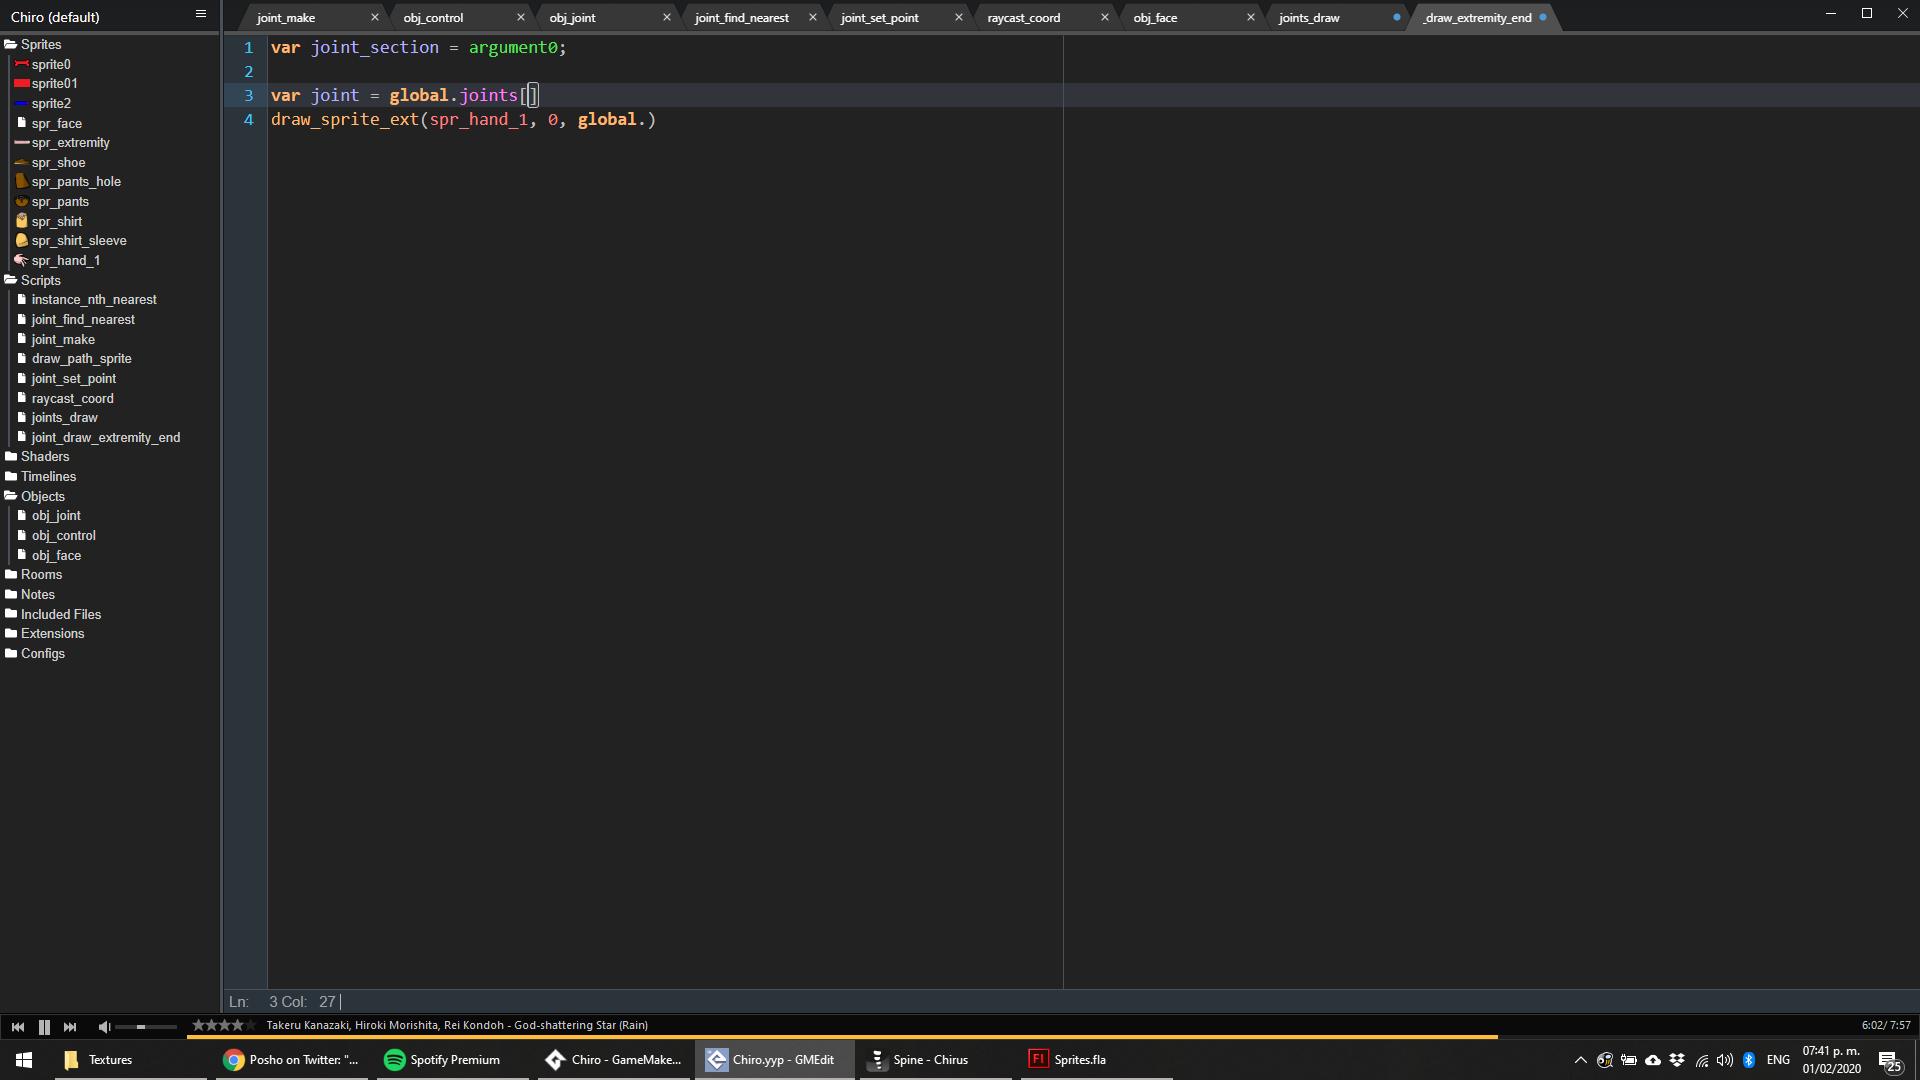 Chiro (default)
joint_make
obj_control
obj_joint
joint_find_nearest
joint_set_point
raycast_coord
obj_face
joints_draw
_draw_extremity_end
Sprites
sprite0
sprite01
sprite2
spr_face
spr_extremity
spr_shoe
spr_pants_hole
spr_pants
spr_shirt
spr_shirt_sleeve
spr_hand_1
Scripts
instance_nth_nearest
joint_find_nearest
joint_make
draw_path_sprite
joint_set_point
raycast_coord
joints_draw
joint_draw_extremity_end
Shaders
Timelines
Objects
obj_joint
obj_control
obj_face
Rooms
Notes
Included Files
Extensions
Configs
1 var joint_section = argument0;
2
3 var joint = global.joints[]
4 draw_sprite_ext(spr_hand_1, 0, global.)
Ln: 3 Col: 27
Takeru Kanazaki, Hiroki Morishita, Rei Kondoh - God-shattering Star (Rain)
6:02/ 7:57
Textures
Posho on Twitter: "...
Spotify Premium
Chiro - GameMake...
Chiro.yyp - GMEdit
Spine - Chirus
Fl
Sprites.fla
ENG
07:41 p. m.
01/02/2020
25